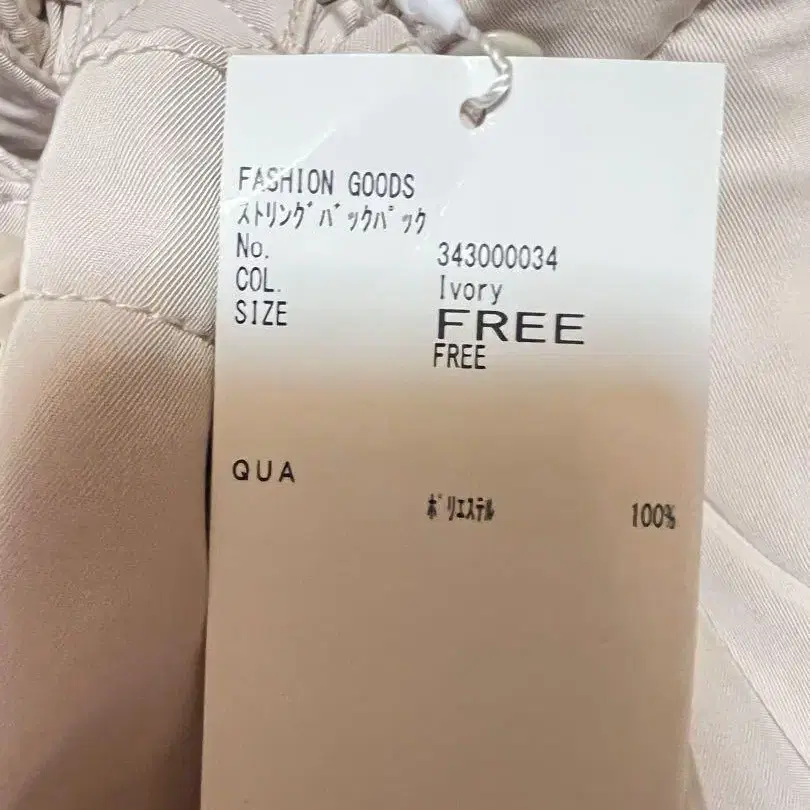 FASHION GOODS
ｽﾄﾘﾝｸﾞﾊﾞｯｸﾊﾟｯｸ
No. 343000034
COL. Ivory
SIZE FREE
FREE
QUA
ﾎﾟﾘｴｽﾃﾙ 100%